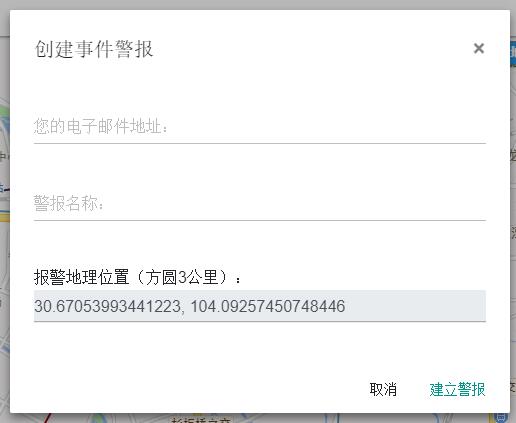 创建事件警报
×
您的电子邮件地址：
警报名称：
报警地理位置（方圆3公里）：
30.67053993441223, 104.09257450748446
取消
建立警报